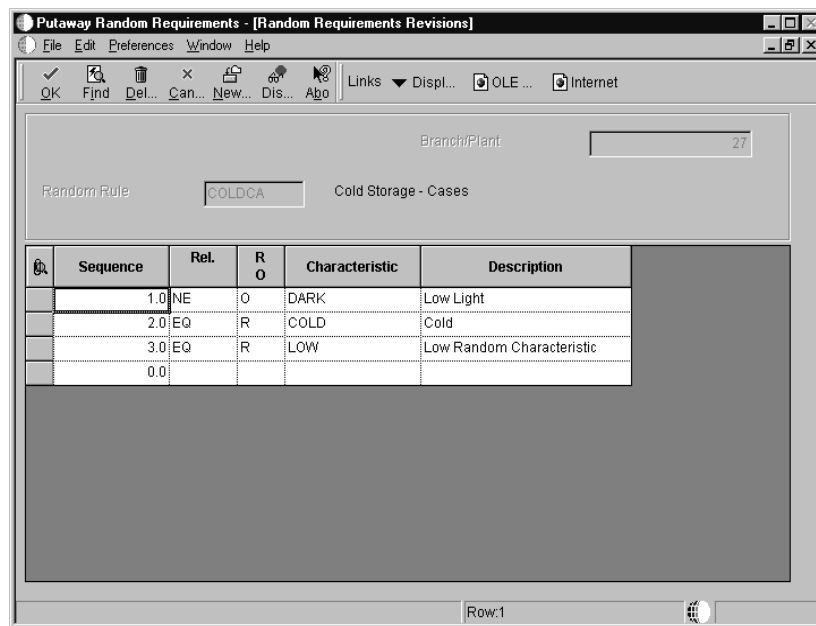 Putaway Random Requirements - [Random Requirements Revisions]
File Edit Preferences Window Help
OK Find Del... Can... New... Dis... Abo Links Displ... OLE ... Internet
Branch/Plant 27
Random Rule COLDCA Cold Storage - Cases
Sequence Rel. R O Characteristic Description
1.0 NE O DARK Low Light
2.0 EQ R COLD Cold
3.0 EQ R LOW Low Random Characteristic
0.0
Row:1